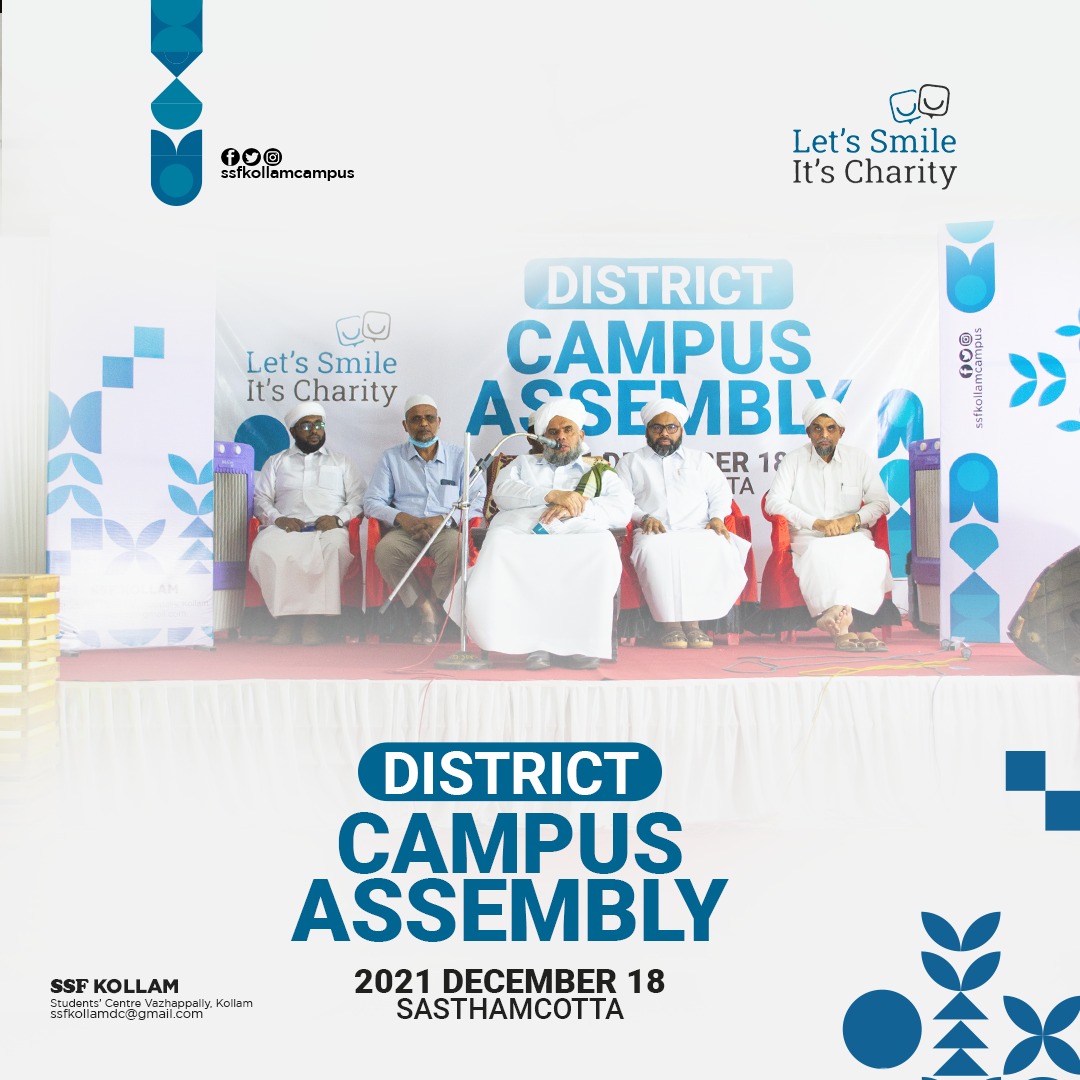 ssfkollamcampus
Let's Smile
It's Charity
DISTRICT
CAMPUS
ASSEMBLY
Let's Smile
It's Charity
ssfkollamcampus
DISTRICT
CAMPUS
ASSEMBLY
2021 DECEMBER 18
SASTHAMCOTTA
SSF KOLLAM
Students' Centre Vazhappally, Kollam
ssfkollamdc@gmail.com